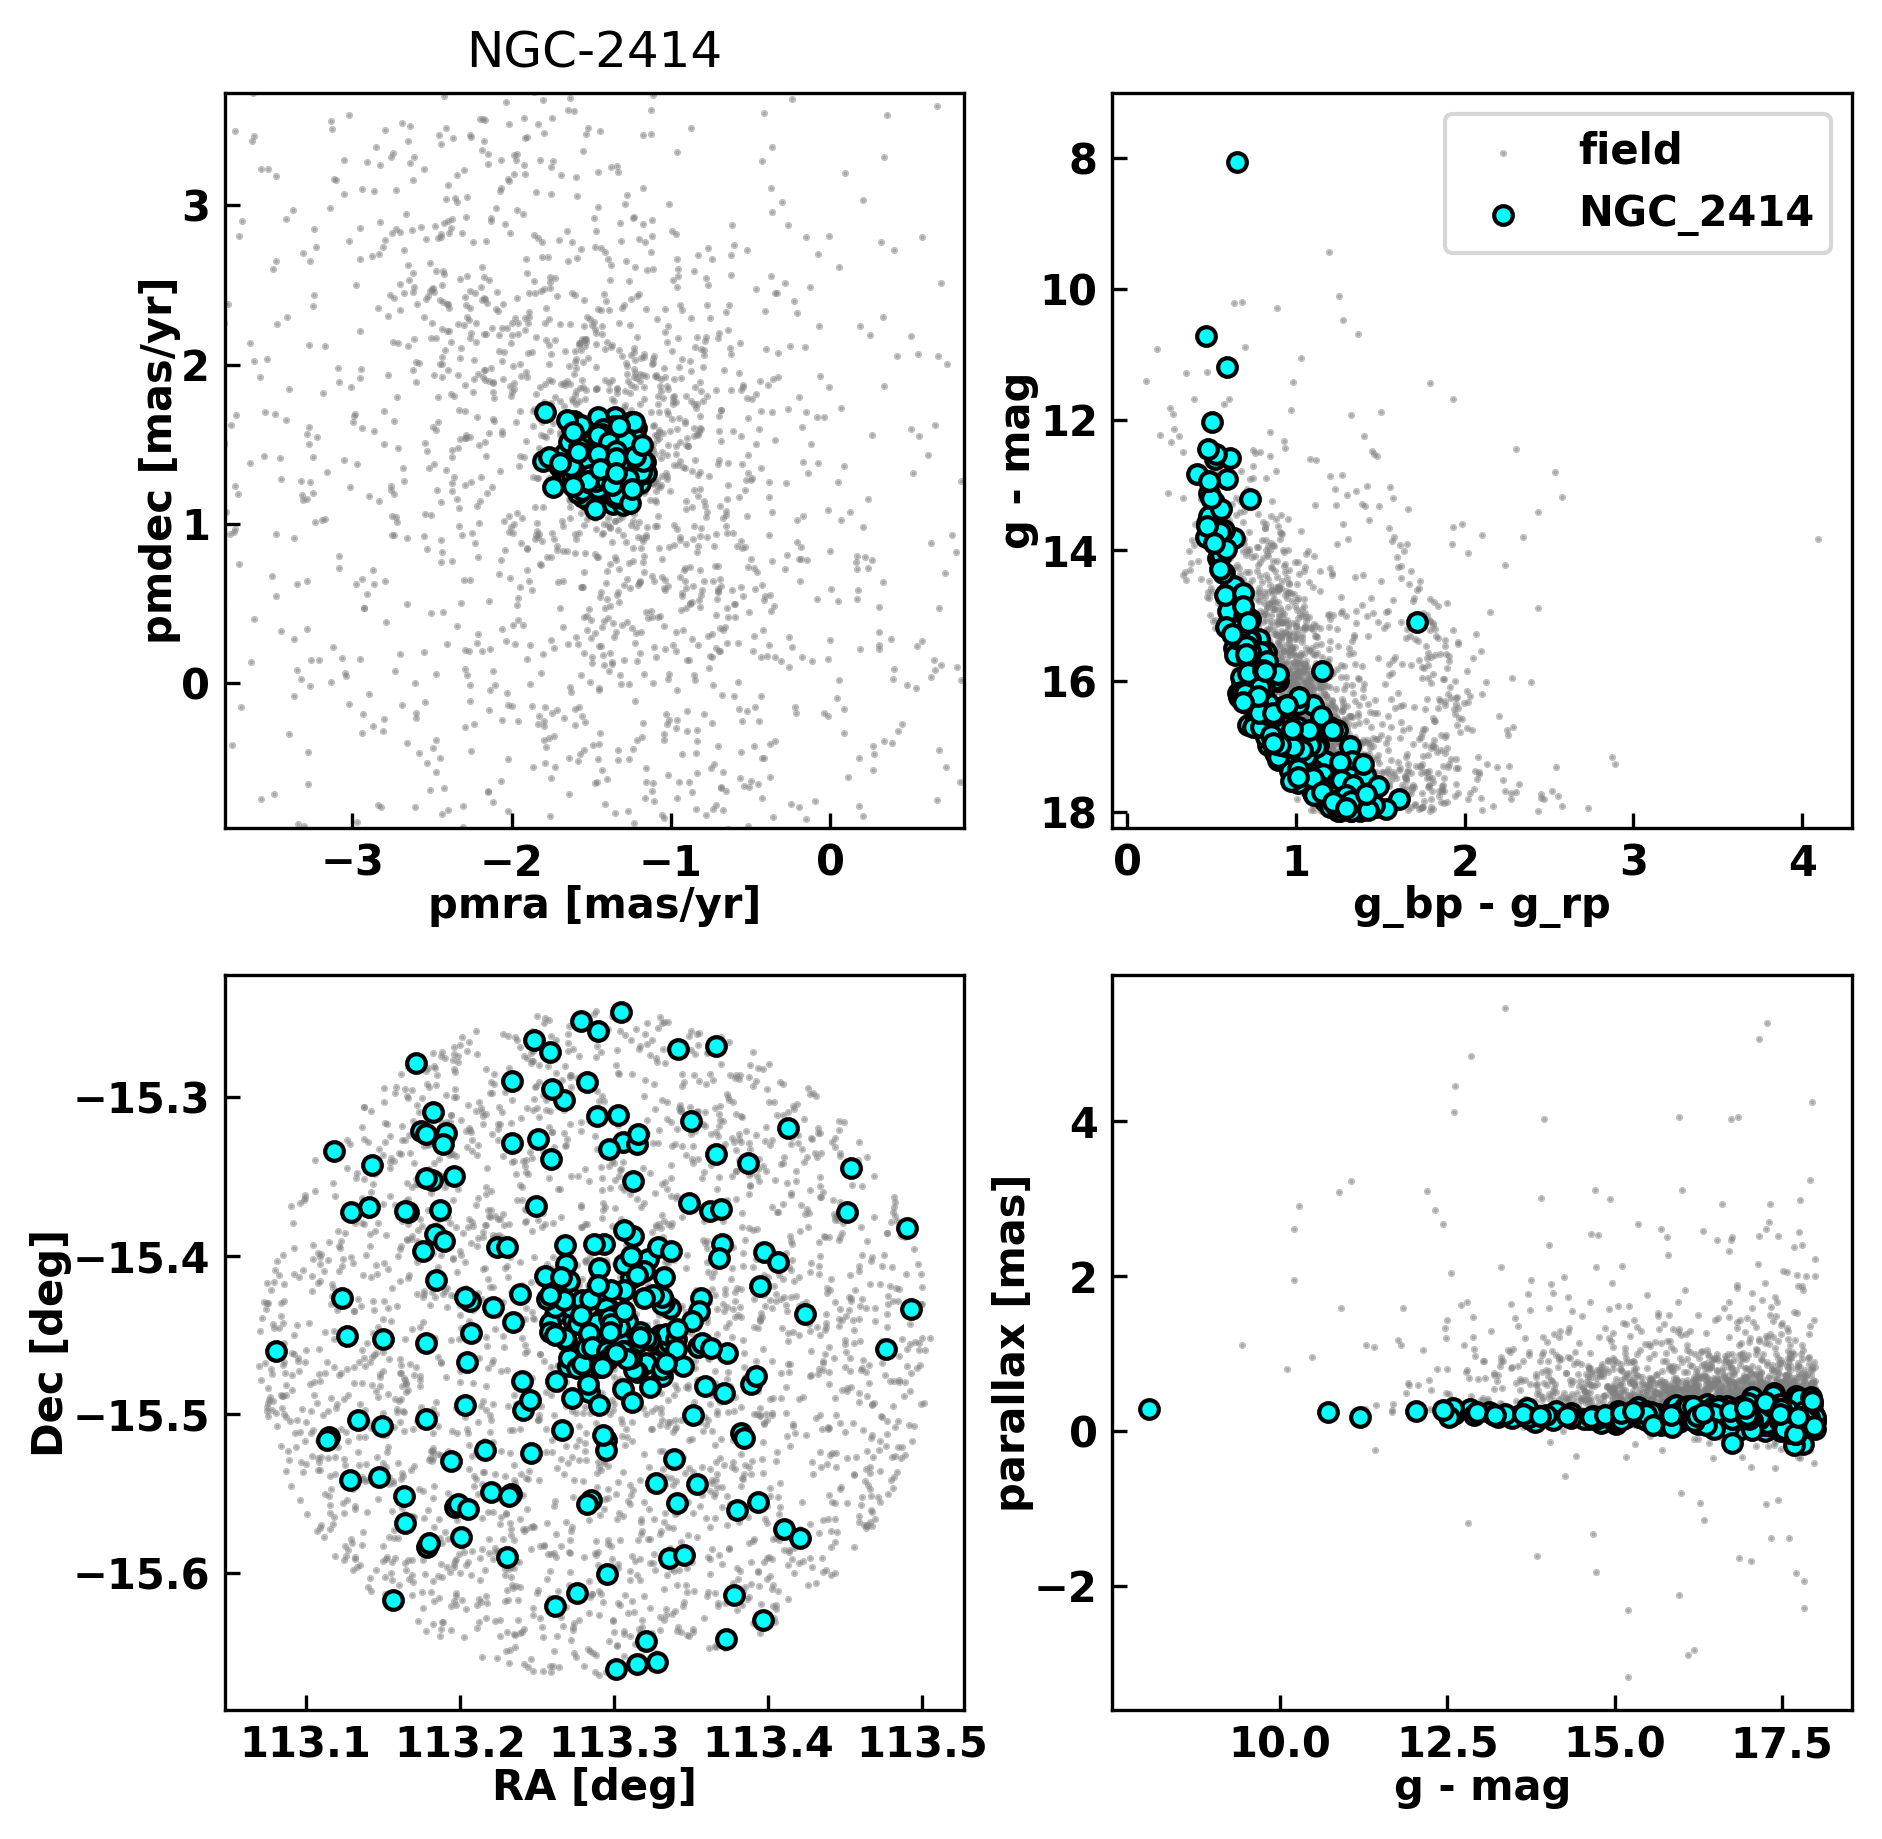 NGC-2414
3
2
1
0
pmdec [mas/yr]
−3 −2 −1 0
pmra [mas/yr]
field
NGC_2414
8
10
12
14
16
18
g - mag
0 1 2 3 4
g_bp - g_rp
−15.3
−15.4
−15.5
−15.6
Dec [deg]
113.1 113.2 113.3 113.4 113.5
RA [deg]
4
2
0
−2
parallax [mas]
10.0 12.5 15.0 17.5
g - mag